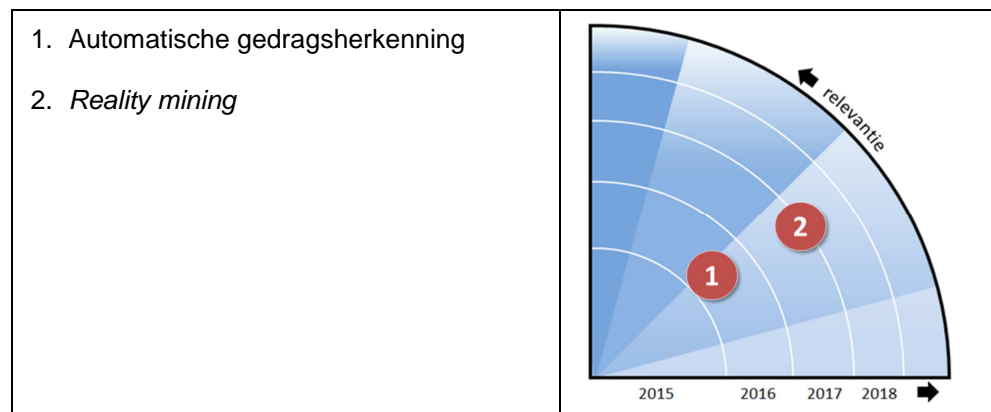 1. Automatische gedragsherkenning
2. Reality mining
relevantie
2
1
2015 2016 2017 2018